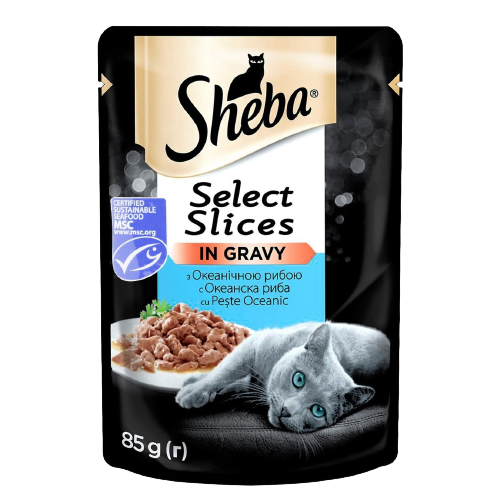 Sheba®
Select
Slices
CERTIFIED
SUSTAINABLE
SEAFOOD
MSC
www.msc.org
IN GRAVY
з Океанічною рибою
с Океанска риба
cu Pește Oceanic
85 g (г)